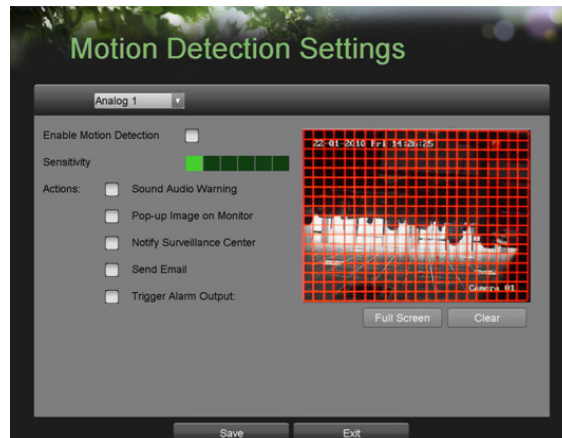 Motion Detection Settings
Analog 1
Enable Motion Detection
Sensitivity
Actions:
Sound Audio Warning
Pop-up Image on Monitor
Notify Surveillance Center
Send Email
Trigger Alarm Output:
22-01-2010 Fri 14:26:25
Camera 01
Full Screen
Clear
Save
Exit